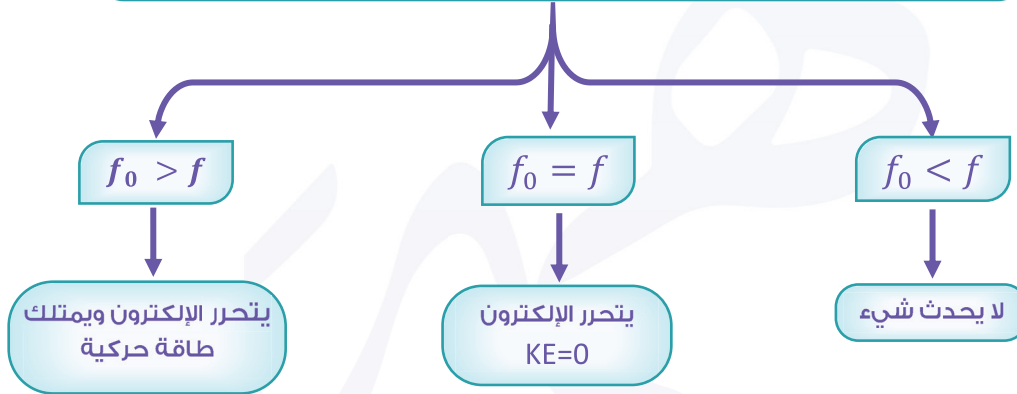 f₀ < f
f₀ = f
𝒇₀ > 𝒇
لا يحدث شيء
يتحرر الإلكترون
KE=0
يتحرر الإلكترون ويمتلك
طاقة حركية